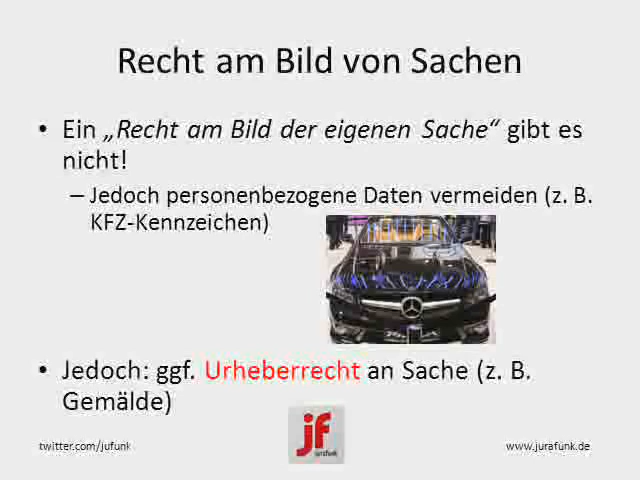 Recht am Bild von Sachen
• Ein „Recht am Bild der eigenen Sache“ gibt es
nicht!
– Jedoch personenbezogene Daten vermeiden (z. B.
KFZ-Kennzeichen)
• Jedoch: ggf. Urheberrecht an Sache (z. B.
Gemälde)
twitter.com/jufunk
jf
jurafunk
www.jurafunk.de